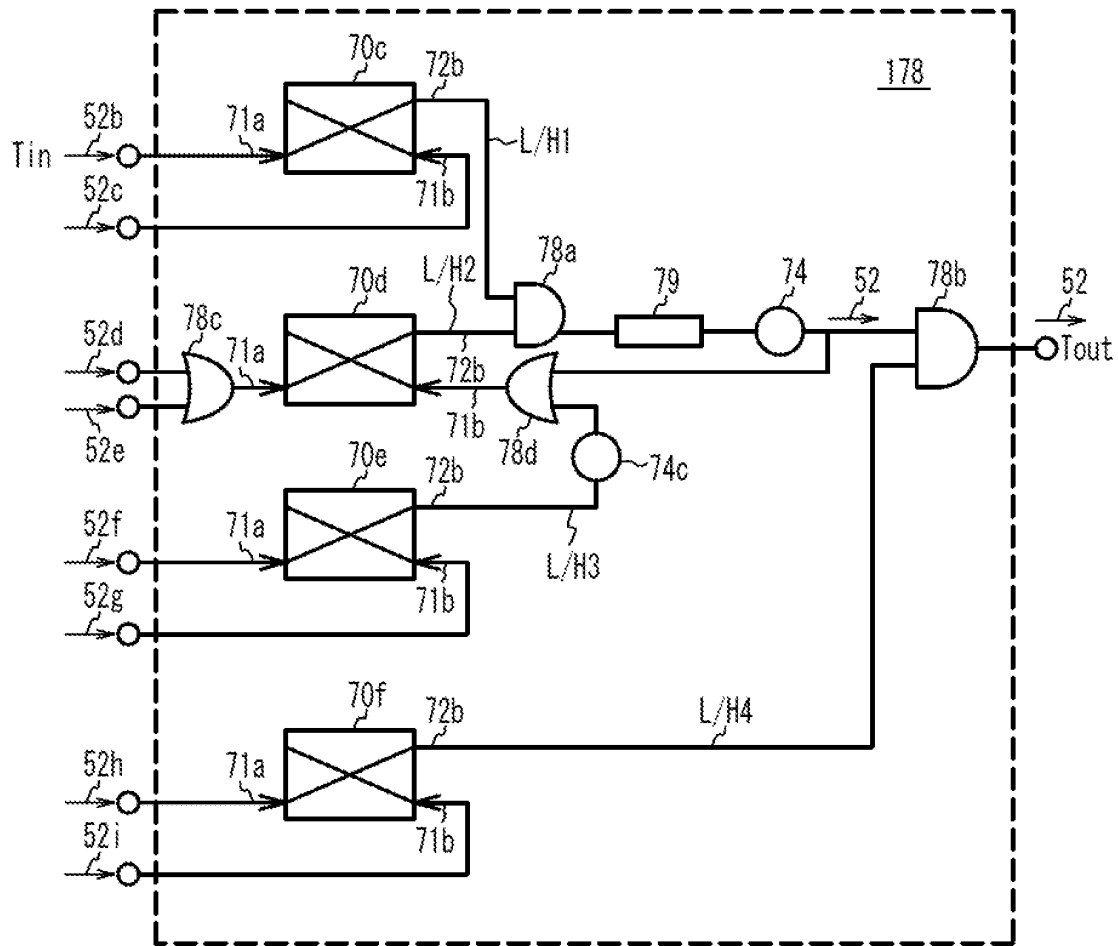 70c
72b
178
52b
71a
L/H1
Tin
71b
52c
78a
70d
L/H2
79
74
52
78b
52
78c
52d
71a
72b
Tout
71b
52e
78d
70e
72b
74c
52f
71a
L/H3
71b
52g
70f
72b
L/H4
52h
71a
71b
52i